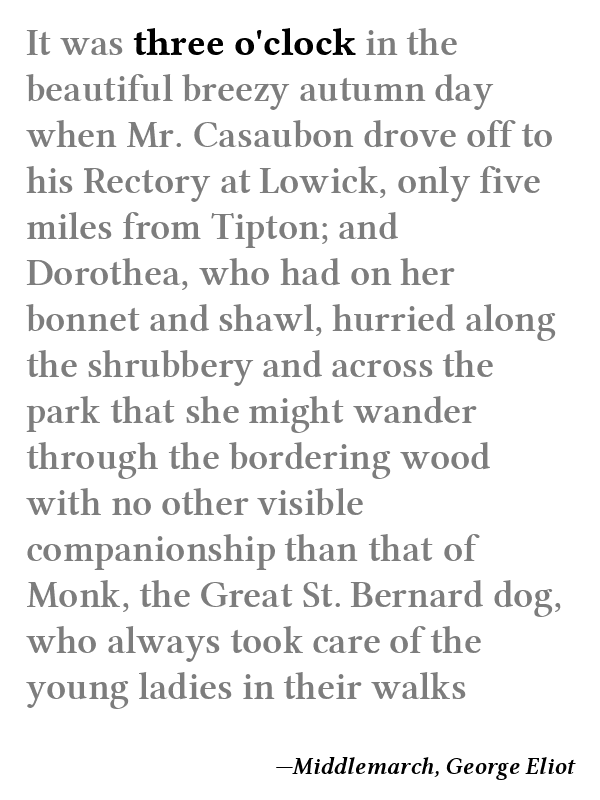 It was three o'clock in the
beautiful breezy autumn day
when Mr. Casaubon drove off to
his Rectory at Lowick, only five
miles from Tipton; and
Dorothea, who had on her
bonnet and shawl, hurried along
the shrubbery and across the
park that she might wander
through the bordering wood
with no other visible
companionship than that of
Monk, the Great St. Bernard dog,
who always took care of the
young ladies in their walks
—Middlemarch, George Eliot